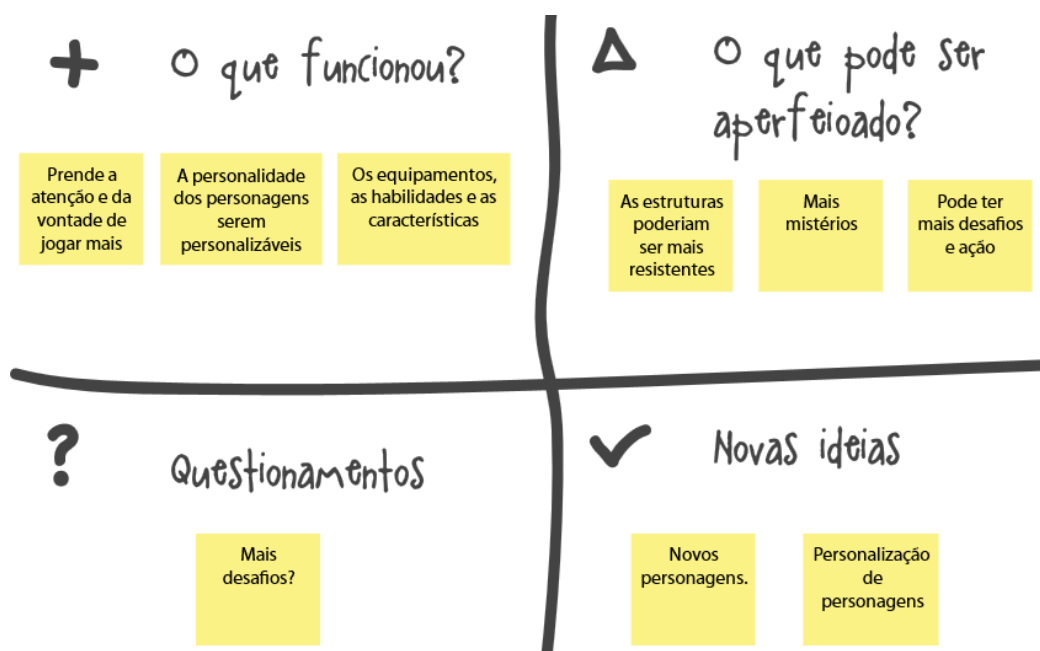 + O que funcionou?
Prende a
atenção e da
vontade de
jogar mais
A personalidade
dos personagens
serem
personalizáveis
Os equipamentos,
as habilidades e as
características
O que pode ser
aperfeioado?
As estruturas
poderiam
ser mais
resistentes
Mais
mistérios
Pode ter
mais desafios
e ação
? Questionamentos
Mais
desafios?
Novas ideias
Novos
personagens.
Personalização
de
personagens